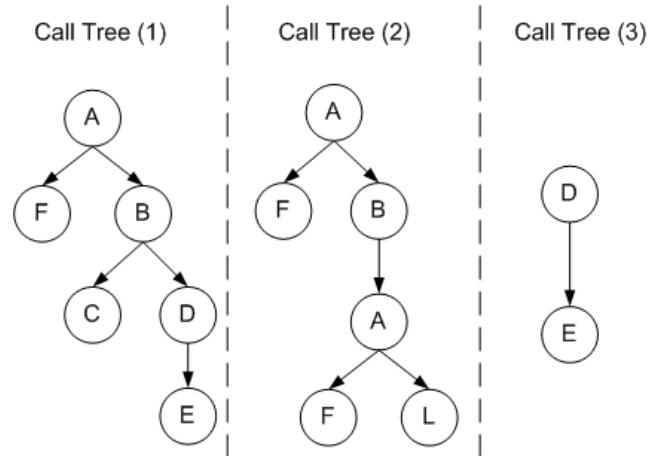 Call Tree (1)
A
F B
C D
E
Call Tree (2)
A
F B
A
F L
Call Tree (3)
D
E